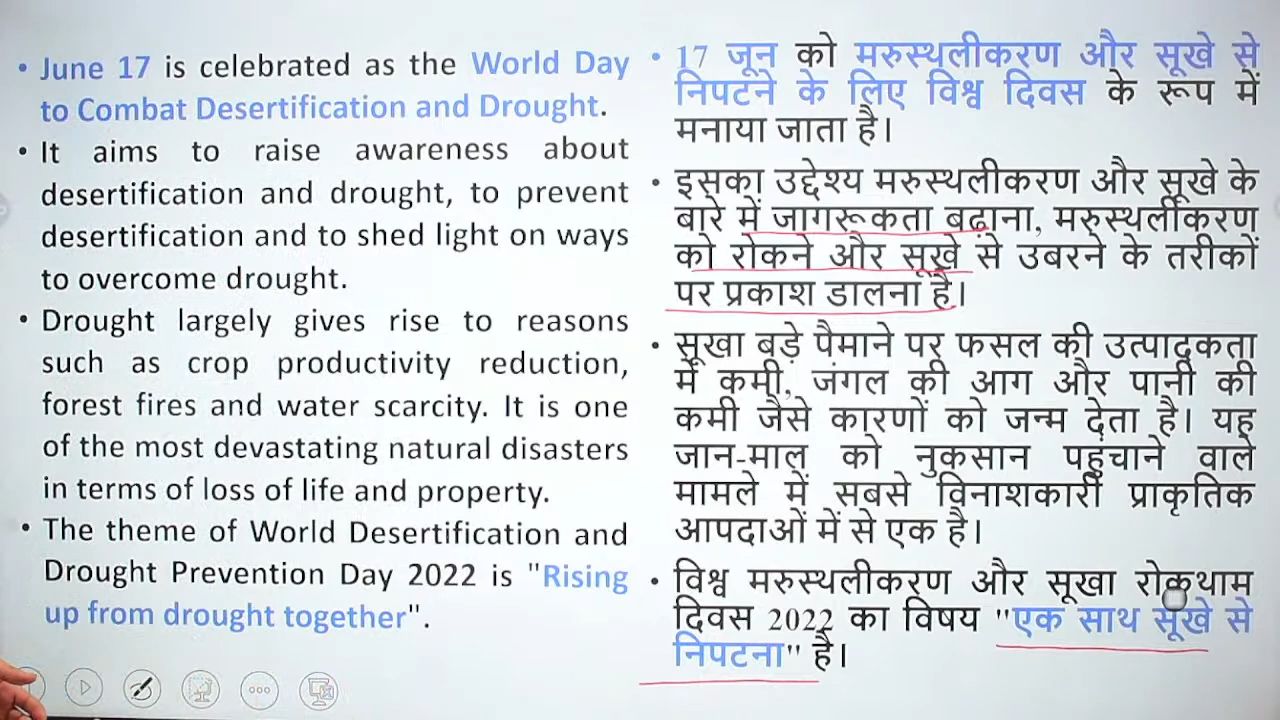 • June 17 is celebrated as the World Day
to Combat Desertification and Drought.
• It aims to raise awareness about
desertification and drought, to prevent
desertification and to shed light on ways
to overcome drought.
• Drought largely gives rise to reasons
such as crop productivity reduction,
forest fires and water scarcity. It is one
of the most devastating natural disasters
in terms of loss of life and property.
• The theme of World Desertification and
Drought Prevention Day 2022 is "Rising
up from drought together".
• 17 जून को मरुस्थलीकरण और सूखे से
निपटने के लिए विश्व दिवस के रूप में
मनाया जाता है।
• इसका उद्देश्य मरुस्थलीकरण और सूखे के
बारे में जागरूकता बढ़ाना, मरुस्थलीकरण
को रोकने और सूखे से उबरने के तरीकों
पर प्रकाश डालना है।
• सूखा बड़े पैमाने पर फसल की उत्पादकता
में कमी, जंगल की आग और पानी की
कमी जैसे कारणों को जन्म देता है। यह
जान-माल को नुकसान पहुंचाने वाले
मामले में सबसे विनाशकारी प्राकृतिक
आपदाओं में से एक है।
• विश्व मरुस्थलीकरण और सूखा रोकथाम
दिवस 2022 का विषय "एक साथ सूखे से
निपटना" है।